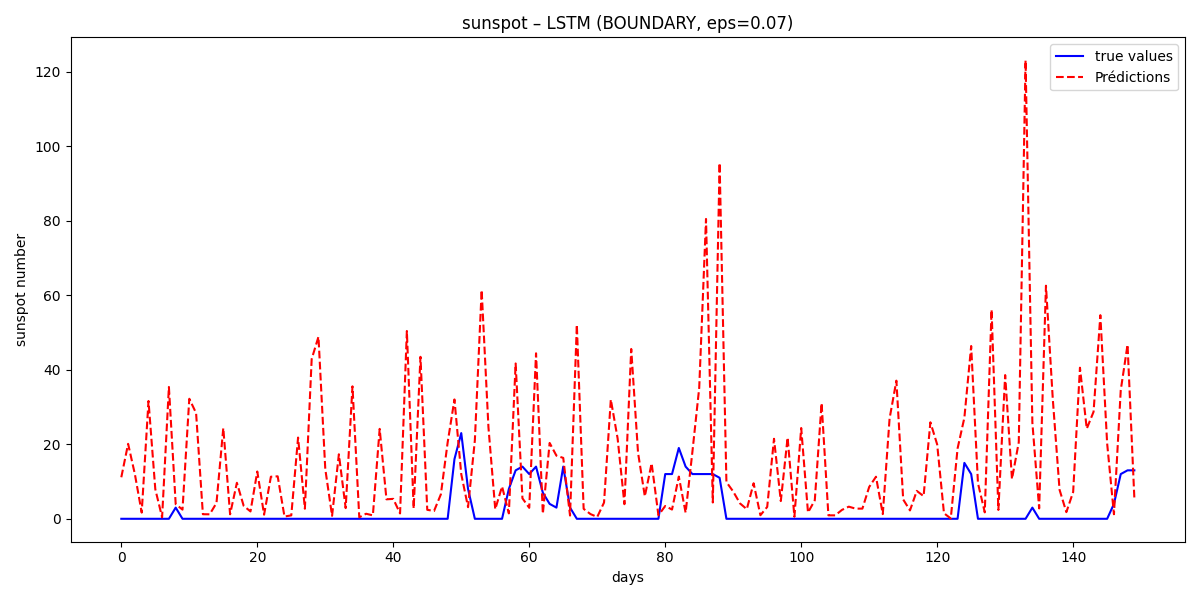 sunspot – LSTM (BOUNDARY, eps=0.07)
true values
Prédictions
sunspot number
120
100
80
60
40
20
0
0 20 40 60 80 100 120 140
days